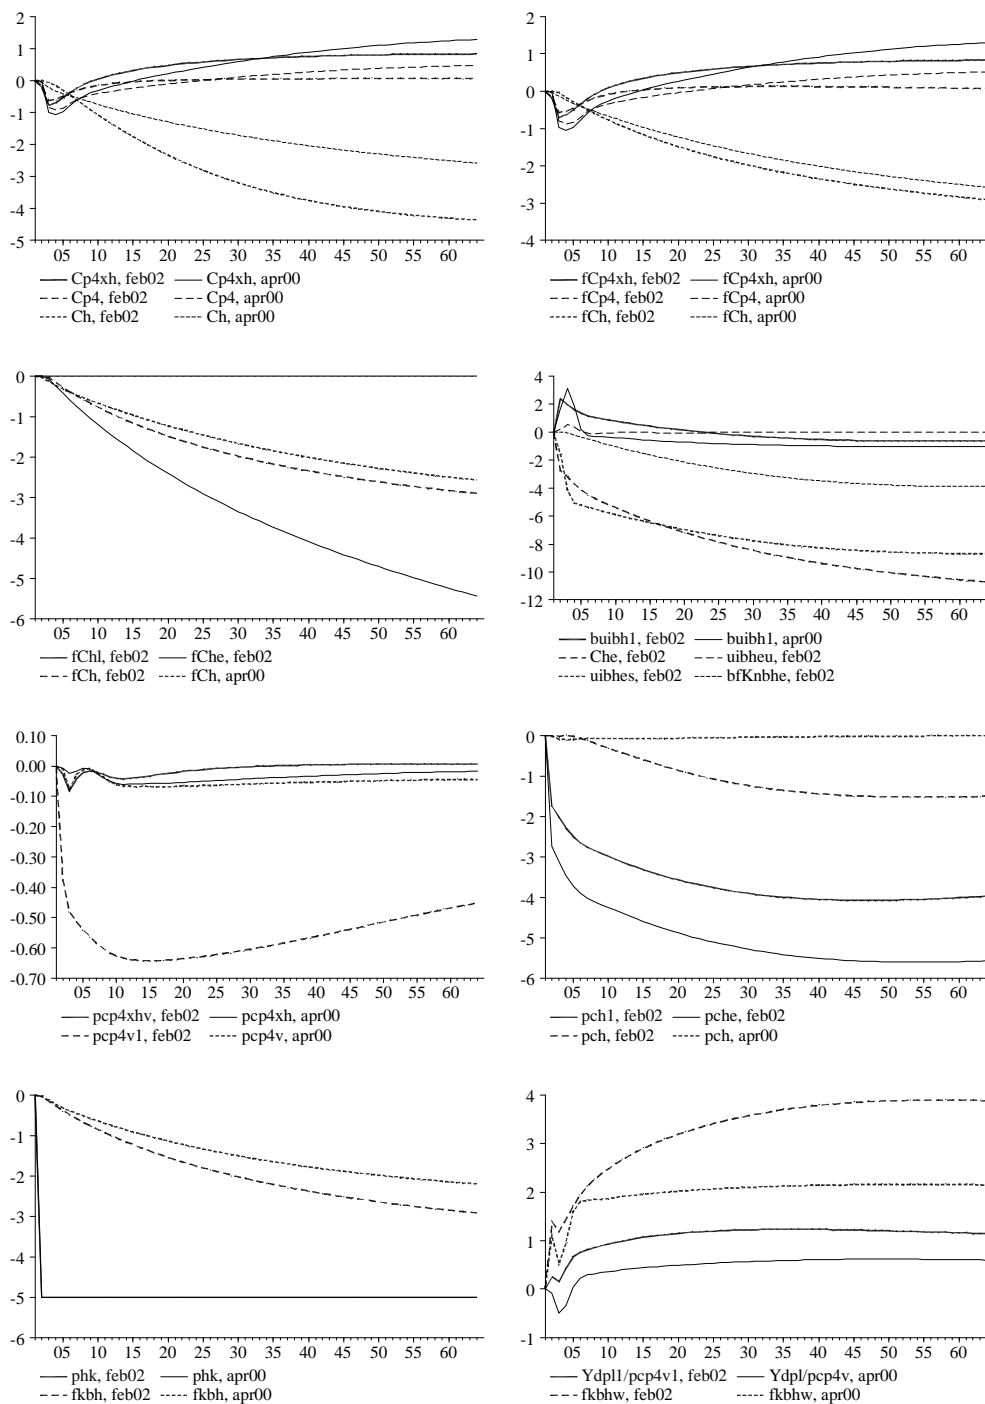 2
1
0
-1
-2
-3
-4
-5
05 10 15 20 25 30 35 40 45 50 55 60
Cp4xh, feb02 Cp4xh, apr00
Cp4, feb02 Cp4, apr00
Ch, feb02 Ch, apr00
2
1
0
-1
-2
-3
-4
05 10 15 20 25 30 35 40 45 50 55 60
fCp4xh, feb02 fCp4xh, apr00
fCp4, feb02 fCp4, apr00
fCh, feb02 fCh, apr00
0
-1
-2
-3
-4
-5
-6
05 10 15 20 25 30 35 40 45 50 55 60
fChl, feb02 fChe, feb02
fCh, feb02 fCh, apr00
4
2
0
-2
-4
-6
-8
-10
-12
05 10 15 20 25 30 35 40 45 50 55 60
buibh1, feb02 buibh1, apr00
Che, feb02 uibheu, feb02
uibhes, feb02 bfKnbhe, feb02
0.10
0.00
-0.10
-0.20
-0.30
-0.40
-0.50
-0.60
-0.70
05 10 15 20 25 30 35 40 45 50 55 60
pcp4xhv, feb02 pcp4xh, apr00
pcp4v1, feb02 pcp4v, apr00
0
-1
-2
-3
-4
-5
-6
05 10 15 20 25 30 35 40 45 50 55 60
pch1, feb02 pche, feb02
pch, feb02 pch, apr00
0
-1
-2
-3
-4
-5
-6
05 10 15 20 25 30 35 40 45 50 55 60
phk, feb02 phk, apr00
fkbh, feb02 fkbh, apr00
4
3
2
1
0
-1
05 10 15 20 25 30 35 40 45 50 55 60
Ydpl1/pcp4v1, feb02 Ydpl/pcp4v, apr00
fkbhw, feb02 fkbhw, apr00